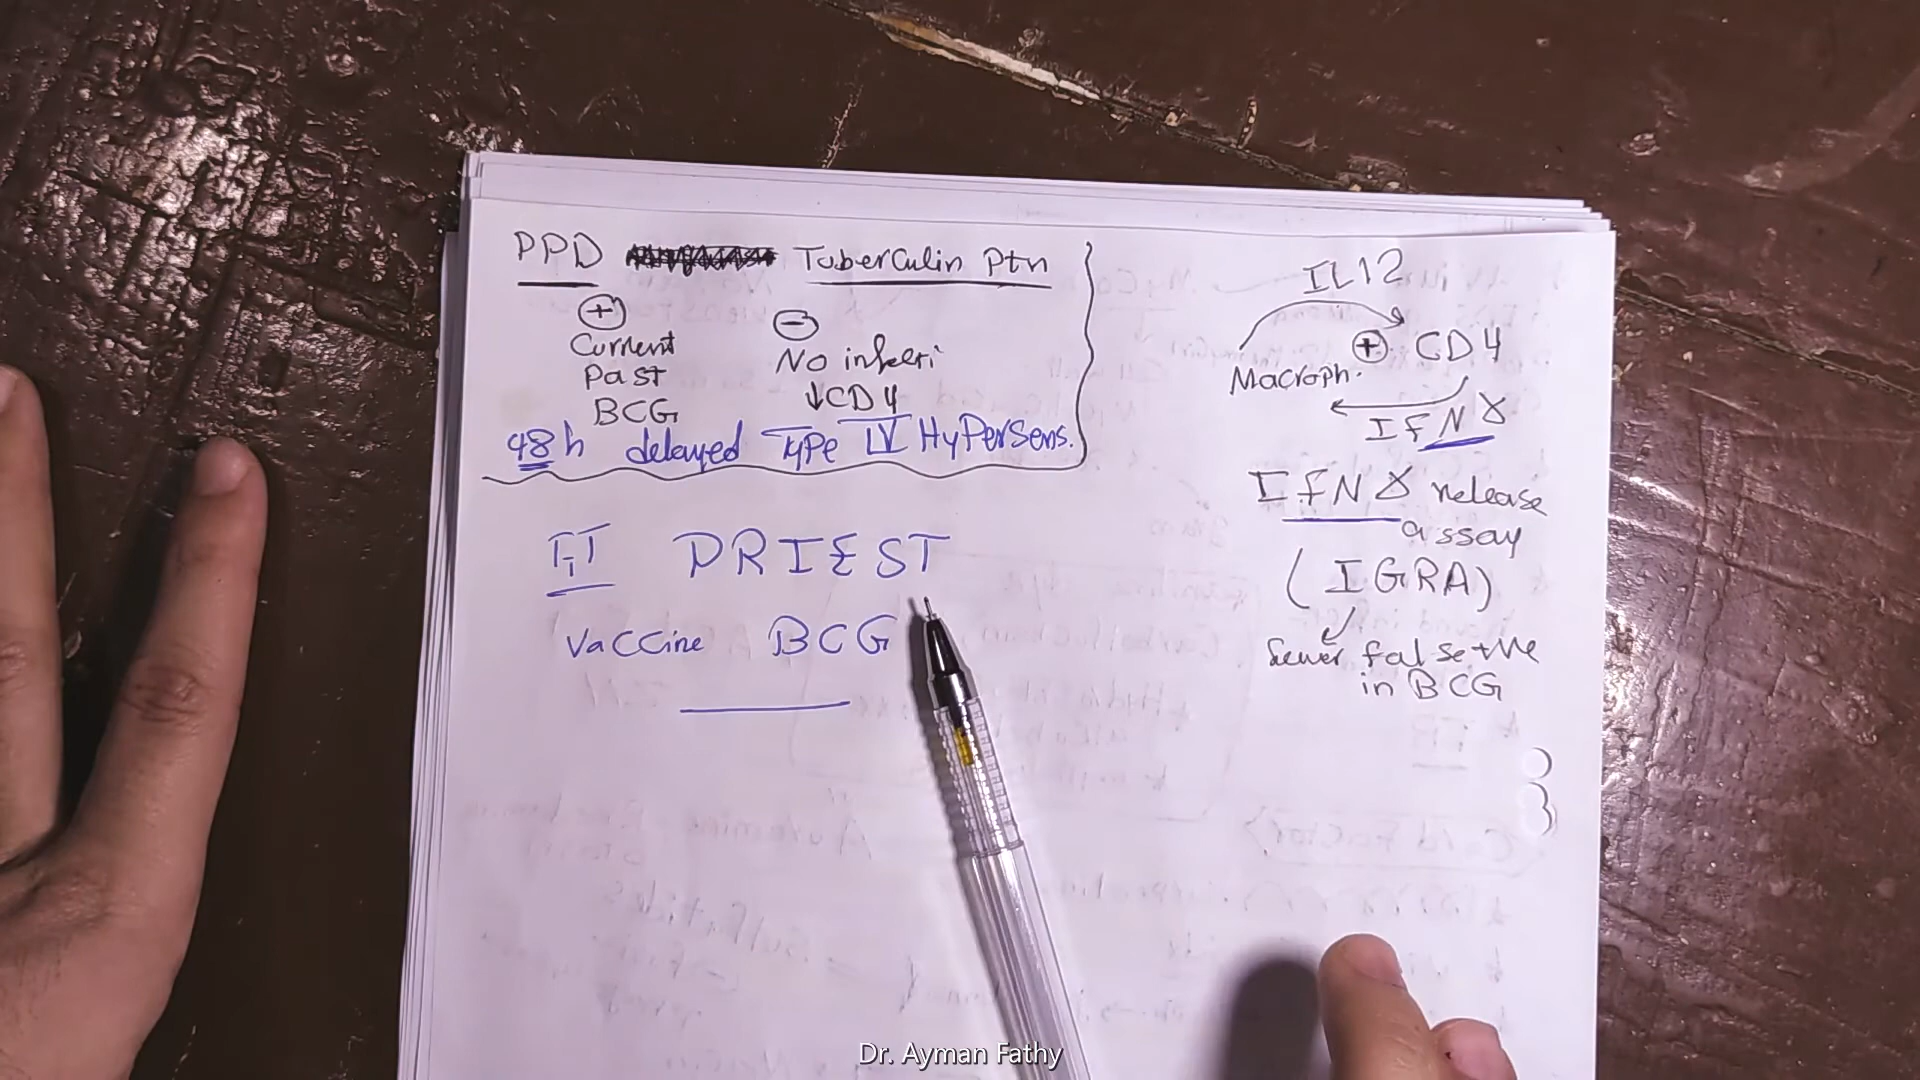 PPD Tuberculin Ptn
+ -
Current No infecti
Past ↓CD4
BCG
48h delayed Type IV HyPerSens.
TTT PRIEST
Vaccine BCG
IL12
+ CD4
Macroph.
IFN γ
IFN γ release
assay
(IGRA)
fewer false +ve
in BCG
Dr. Ayman Fathy